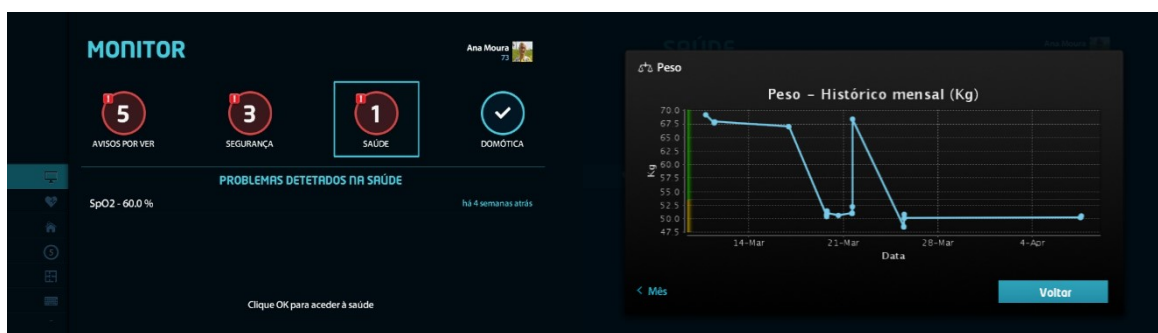 MONITOR
Ana Moura
73
5
3
1
AVISOS POR VER
SEGURANÇA
SAÚDE
DOMÓTICA
PROBLEMAS DETETADOS NA SAÚDE
SpO2 - 60.0 %
há 4 semanas atrás
Clique OK para aceder à saúde
SAÚDE
Ana Moura
Peso
Peso - Histórico mensal (Kg)
70.0
67.5
65.0
62.5
60.0
57.5
55.0
52.5
50.0
47.5
Kg
14-Mar
21-Mar
28-Mar
4-Apr
Data
< Mês
Voltar